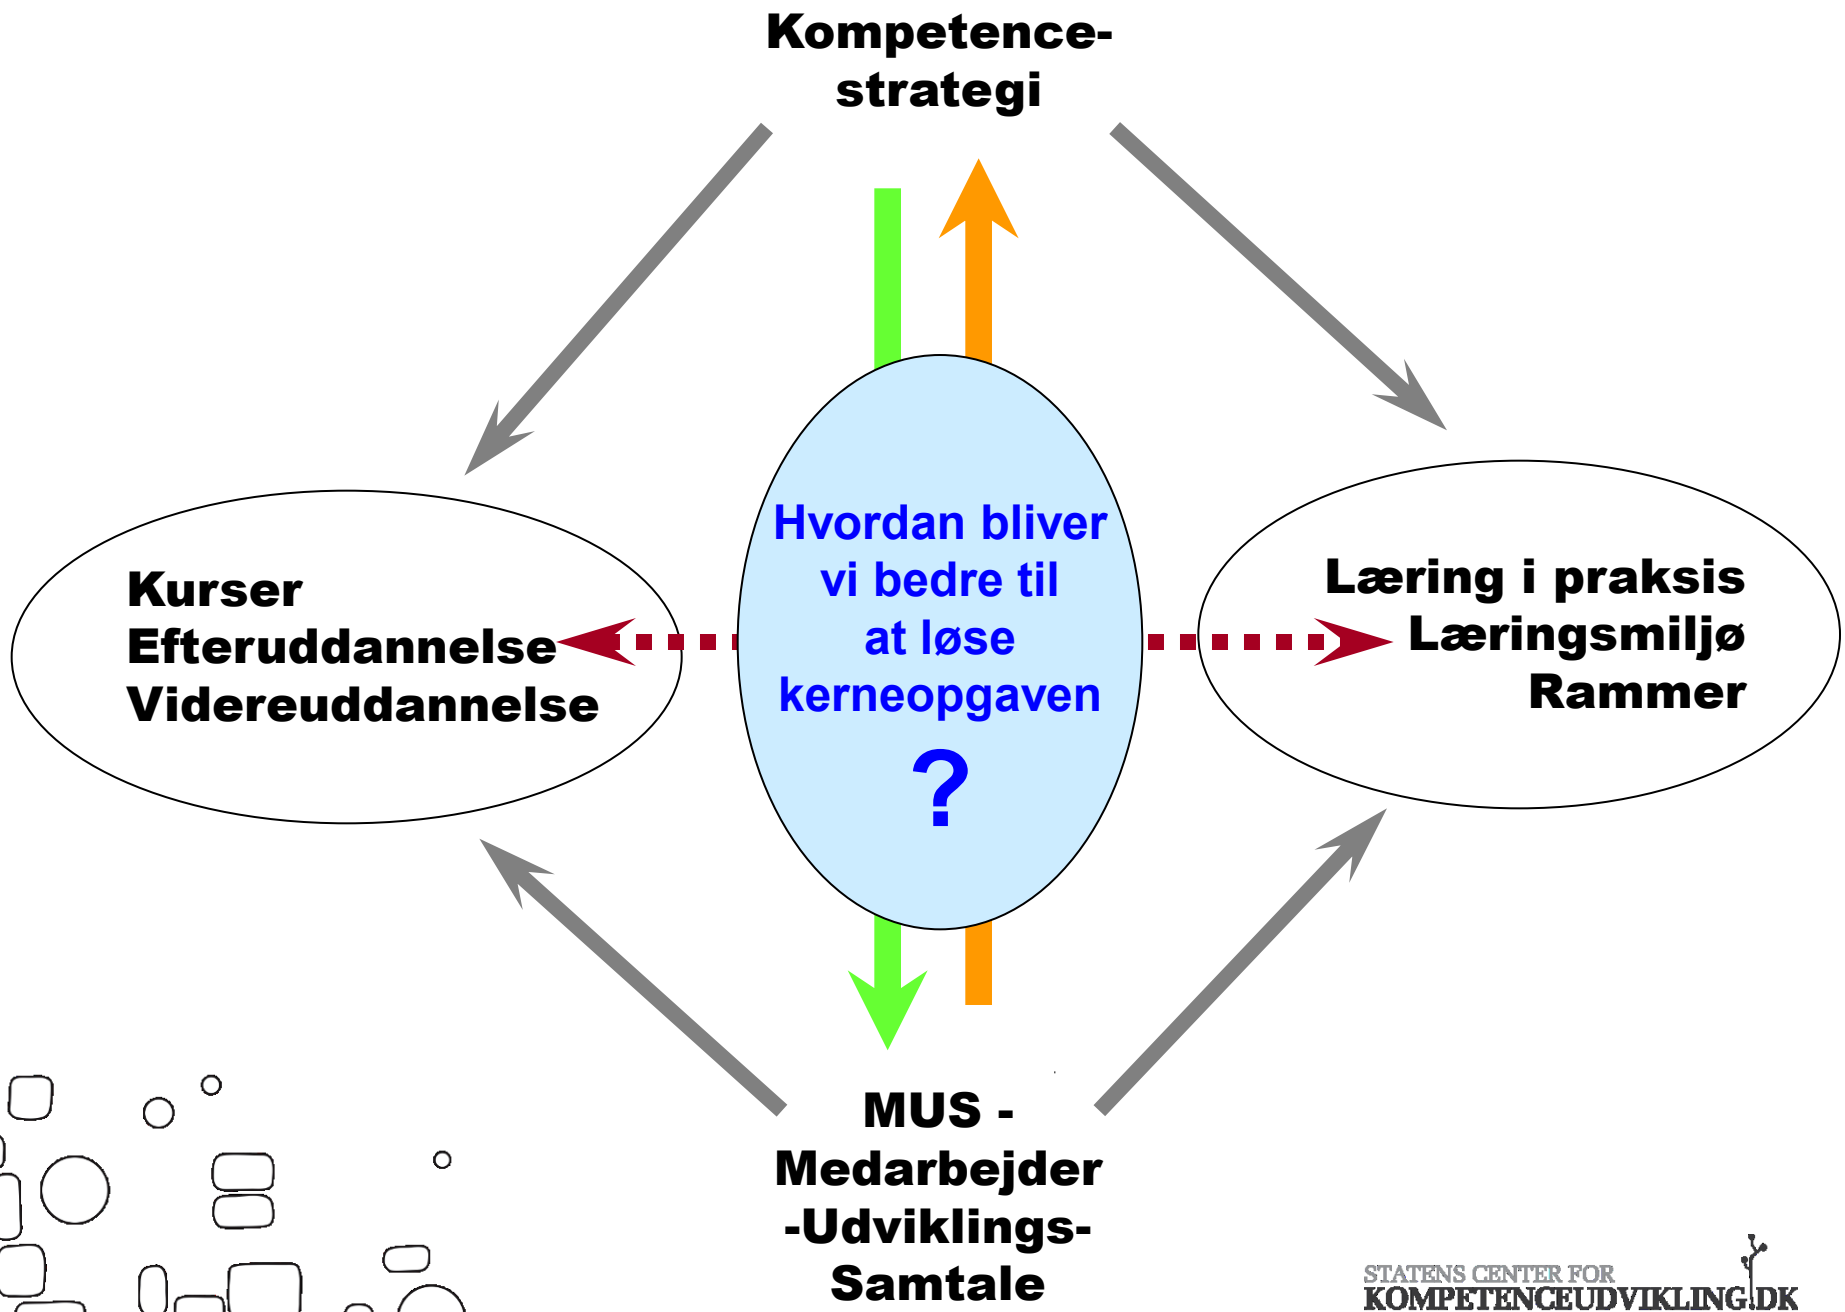 Kompetence-
strategi
Hvordan bliver
vi bedre til
at løse
kerneopgaven
?
Kurser
Efteruddannelse
Videreuddannelse
Læring i praksis
Læringsmiljø
Rammer
MUS -
Medarbejder
-Udviklings-
Samtale
STATENS CENTER FOR
KOMPETENCEUDVIKLING.DK